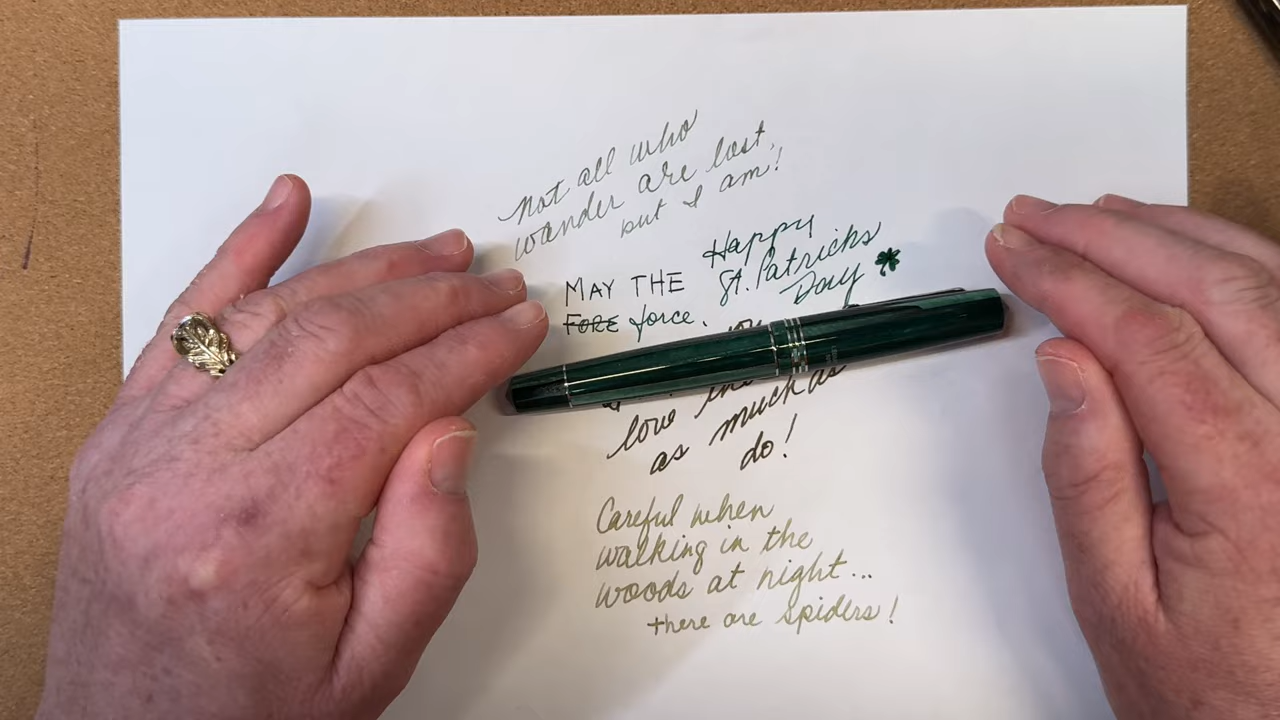 Not all who
wander are lost,
but I am!
Happy
St. Patricks
Day
MAY THE
FORE force.
love
as much as
do!
Careful when
walking in the
woods at night...
there are spiders!